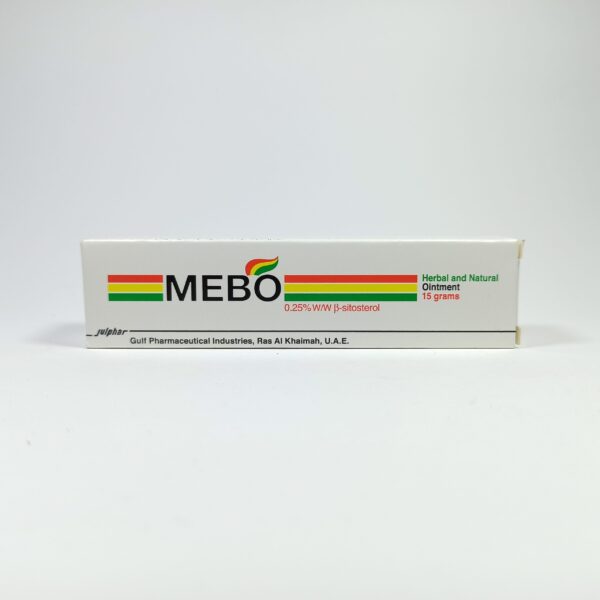 MEBO
0.25% W/W β-sitosterol
Herbal and Natural
Ointment
15 grams
julphar
Gulf Pharmaceutical Industries, Ras Al Khaimah, U.A.E.